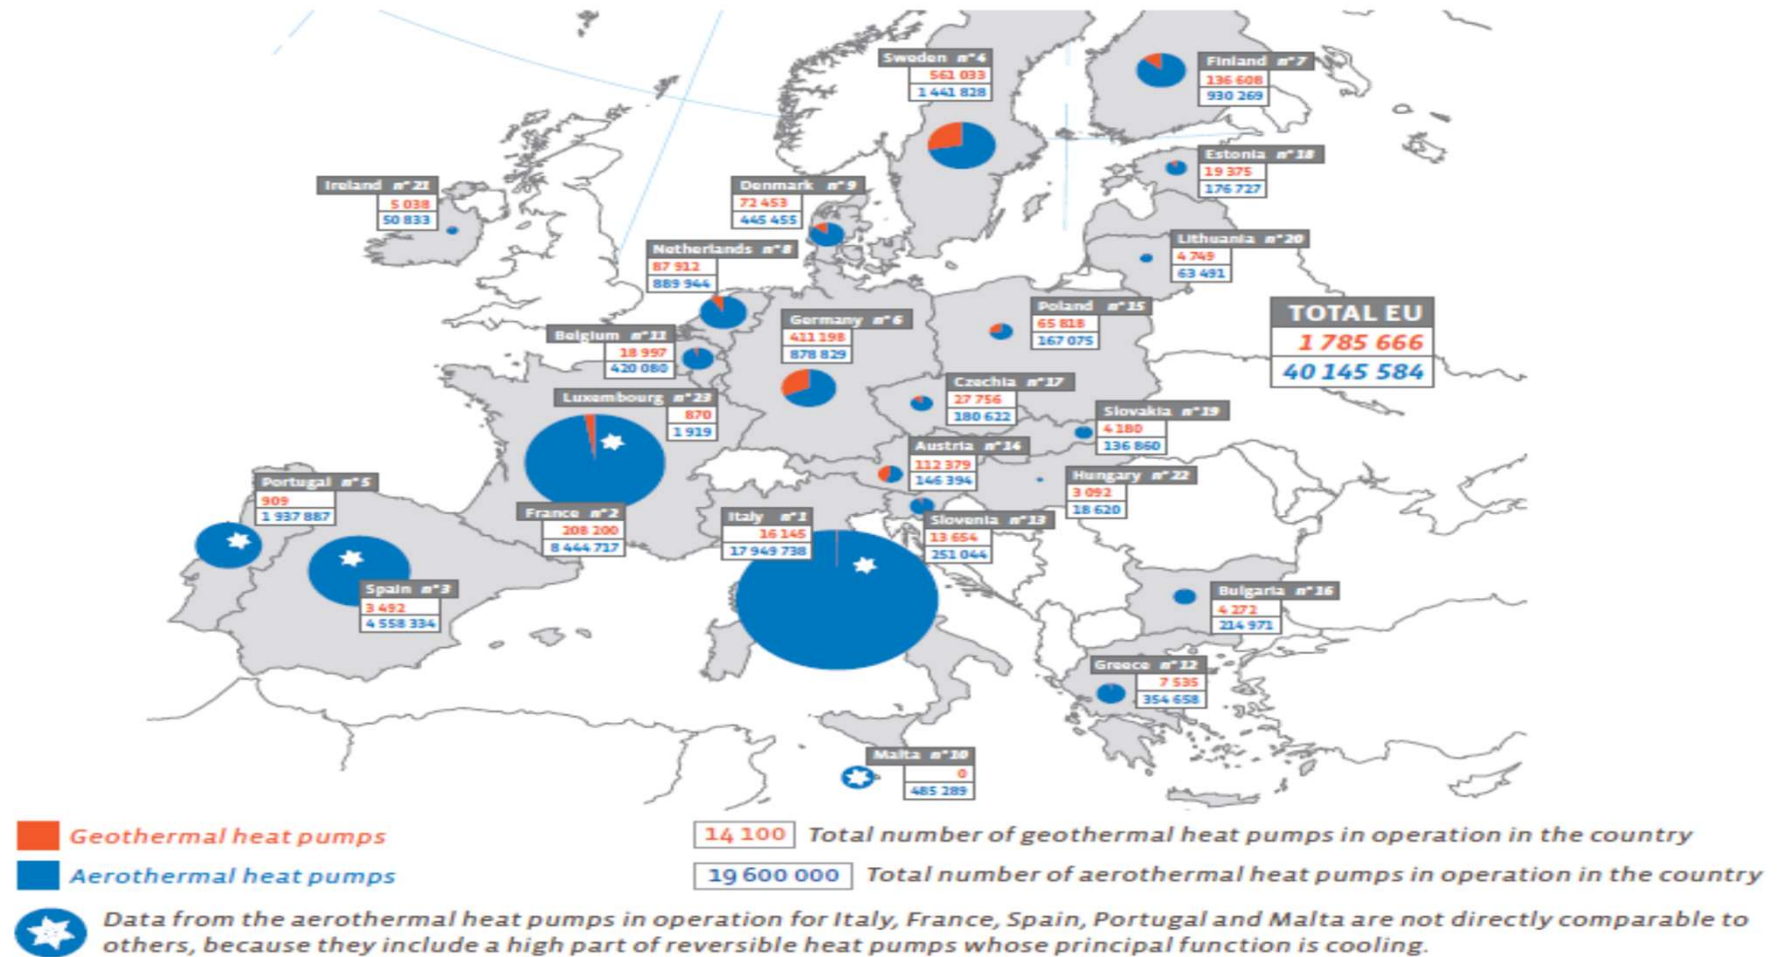 Sweden n°4
561 033
1 441 828
Finland n°7
136 608
930 269
Estonia n°18
19 375
176 727
Ireland n°21
5 038
50 833
Denmark n°9
72 453
445 455
Lithuania n°20
4 749
63 491
Netherlands n°8
87 912
889 944
Poland n°15
65 818
167 075
TOTAL EU
1 785 666
40 145 584
Germany n°6
411 198
878 829
Belgium n°11
18 997
420 080
Czechia n°17
27 756
180 622
Luxembourg n°23
870
1 919
Slovakia n°19
4 180
136 860
Austria n°14
112 379
146 394
Hungary n°22
3 092
18 620
Portugal n°5
909
1 937 887
France n°2
208 200
8 444 717
Italy n°1
16 145
17 949 738
Slovenia n°13
13 654
251 044
Spain n°3
3 492
4 558 334
Bulgaria n°16
4 272
214 971
Greece n°12
7 535
354 658
Malta n°10
0
485 289
Geothermal heat pumps
14 100 Total number of geothermal heat pumps in operation in the country
Aerothermal heat pumps
19 600 000 Total number of aerothermal heat pumps in operation in the country
Data from the aerothermal heat pumps in operation for Italy, France, Spain, Portugal and Malta are not directly comparable to
others, because they include a high part of reversible heat pumps whose principal function is cooling.